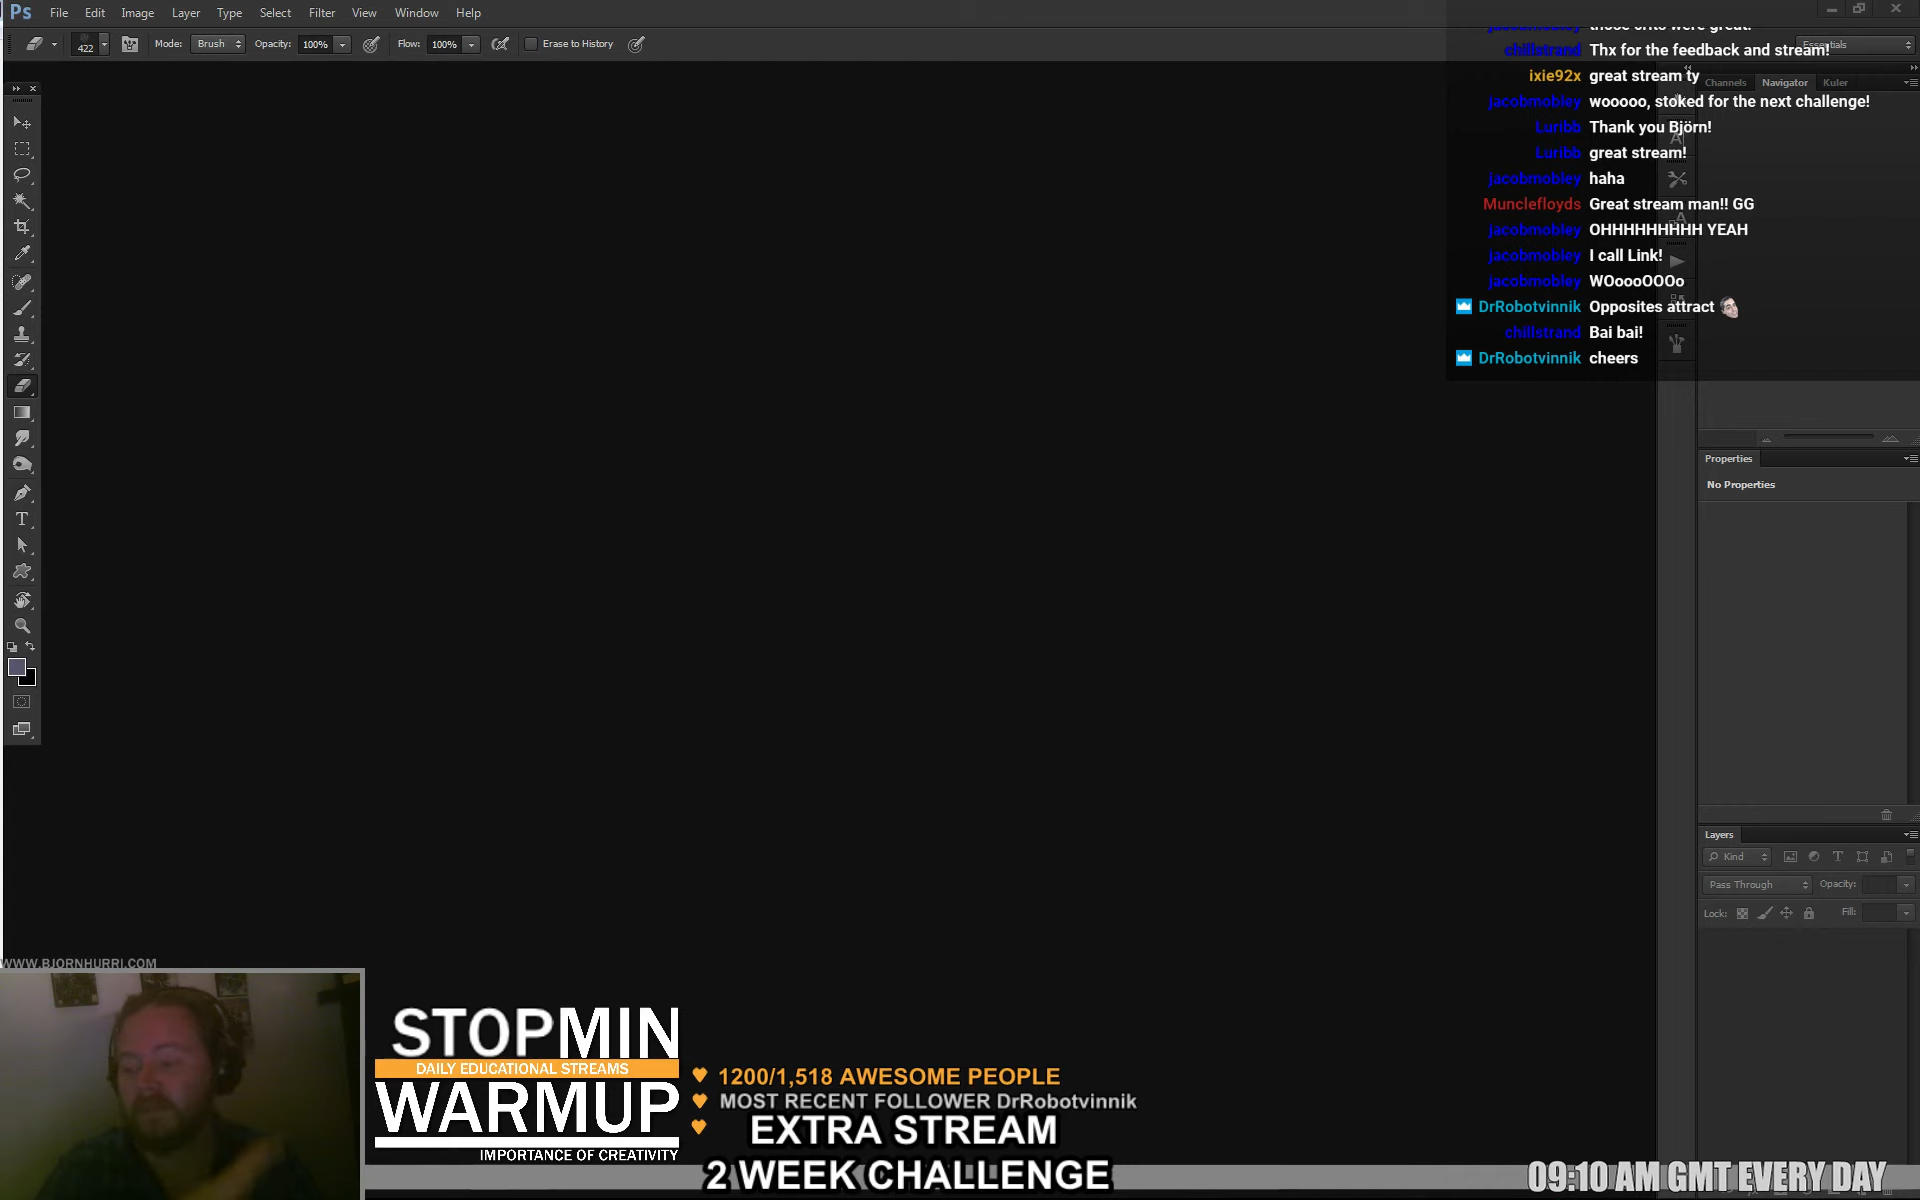 Ps File Edit Image Layer Type Select Filter View Window Help
422 Mode: Brush Opacity: 100% Flow: 100% Erase to History Essentials
chillstrand Thx for the feedback and stream!
ixie92x great stream ty
jacobmobley wooooo, stoked for the next challenge!
Luribb Thank you Björn!
Luribb great stream!
jacobmobley haha
Munclefloyds Great stream man!! GG
jacobmobley OHHHHHHHHH YEAH
jacobmobley I call Link!
jacobmobley WOoooOOOo
DrRobotvinnik Opposites attract
chillstrand Bai bai!
DrRobotvinnik cheers
Channels Navigator Kuler
Properties
No Properties
Layers
Kind
Pass Through Opacity:
Lock: Fill:
WWW.BJORNHURRI.COM
STOPMIN
DAILY EDUCATIONAL STREAMS
WARMUP
IMPORTANCE OF CREATIVITY
1200/1,518 AWESOME PEOPLE
MOST RECENT FOLLOWER DrRobotvinnik
EXTRA STREAM
2 WEEK CHALLENGE
09:10 AM GMT EVERY DAY